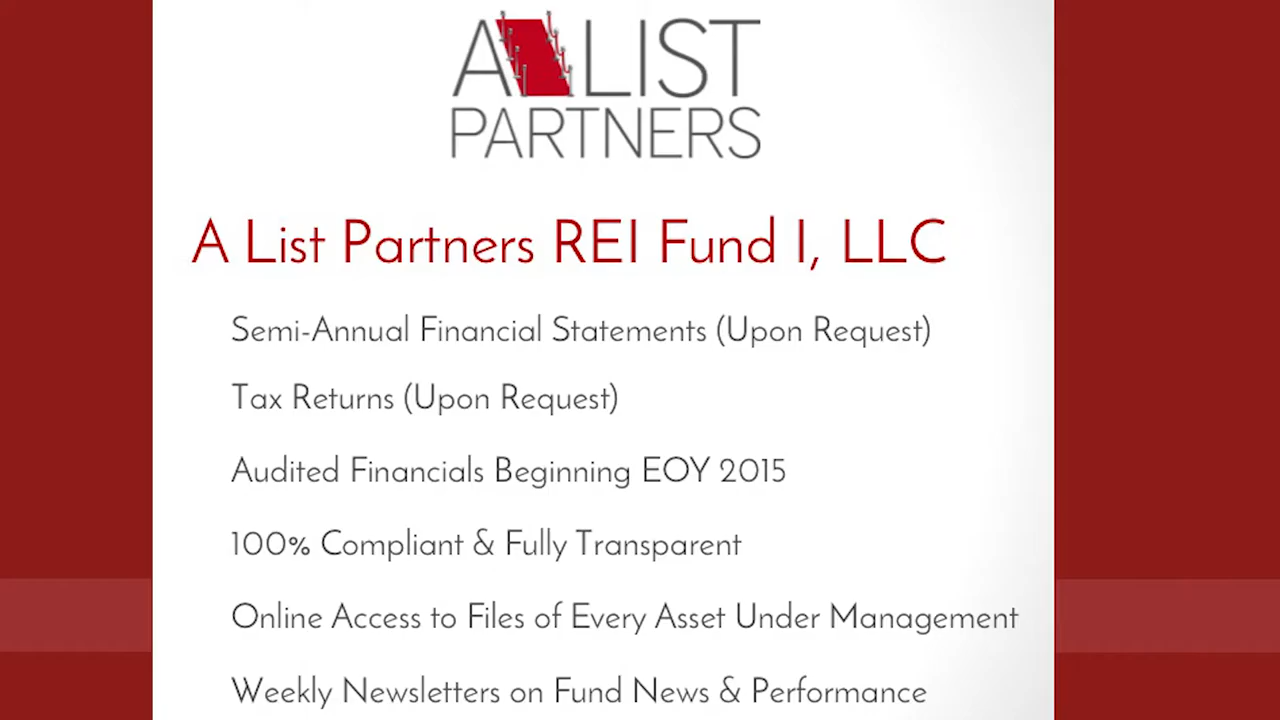 A LIST
PARTNERS
A List Partners REI Fund I, LLC
Semi-Annual Financial Statements (Upon Request)
Tax Returns (Upon Request)
Audited Financials Beginning EOY 2015
100% Compliant & Fully Transparent
Online Access to Files of Every Asset Under Management
Weekly Newsletters on Fund News & Performance